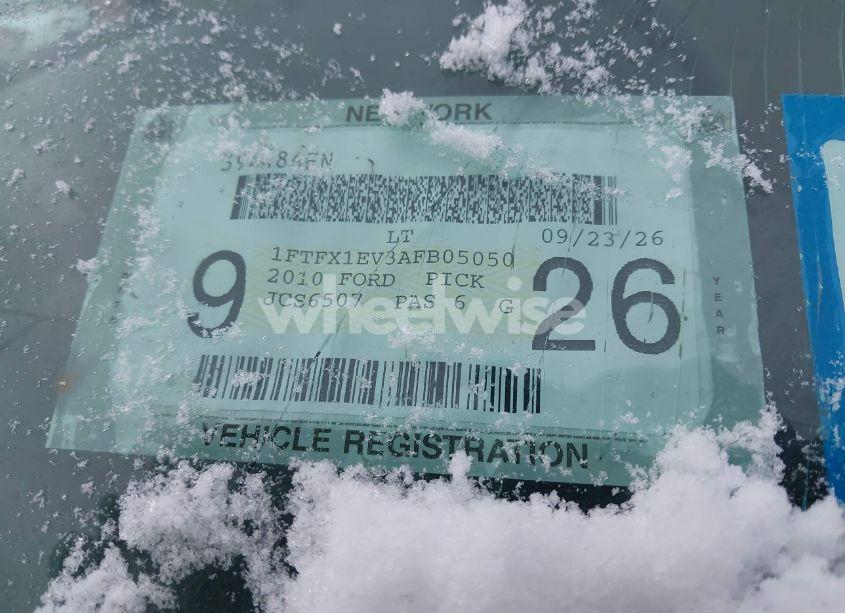 NEW YORK
LT 09/23/26
1FTFX1EV3AFB05050
2010 FORD PICK
JCS6507 PAS 6 G
9 26
YEAR
wheelwise
VEHICLE REGISTRATION